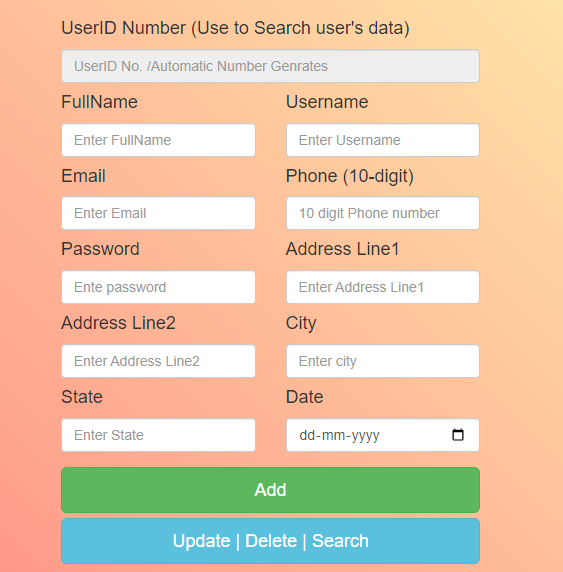 UserID Number (Use to Search user's data)
UserID No. /Automatic Number Genrates
FullName
Username
Enter FullName
Enter Username
Email
Phone (10-digit)
Enter Email
10 digit Phone number
Password
Address Line1
Ente password
Enter Address Line1
Address Line2
City
Enter Address Line2
Enter city
State
Date
Enter State
dd-mm-yyyy
Add
Update | Delete | Search